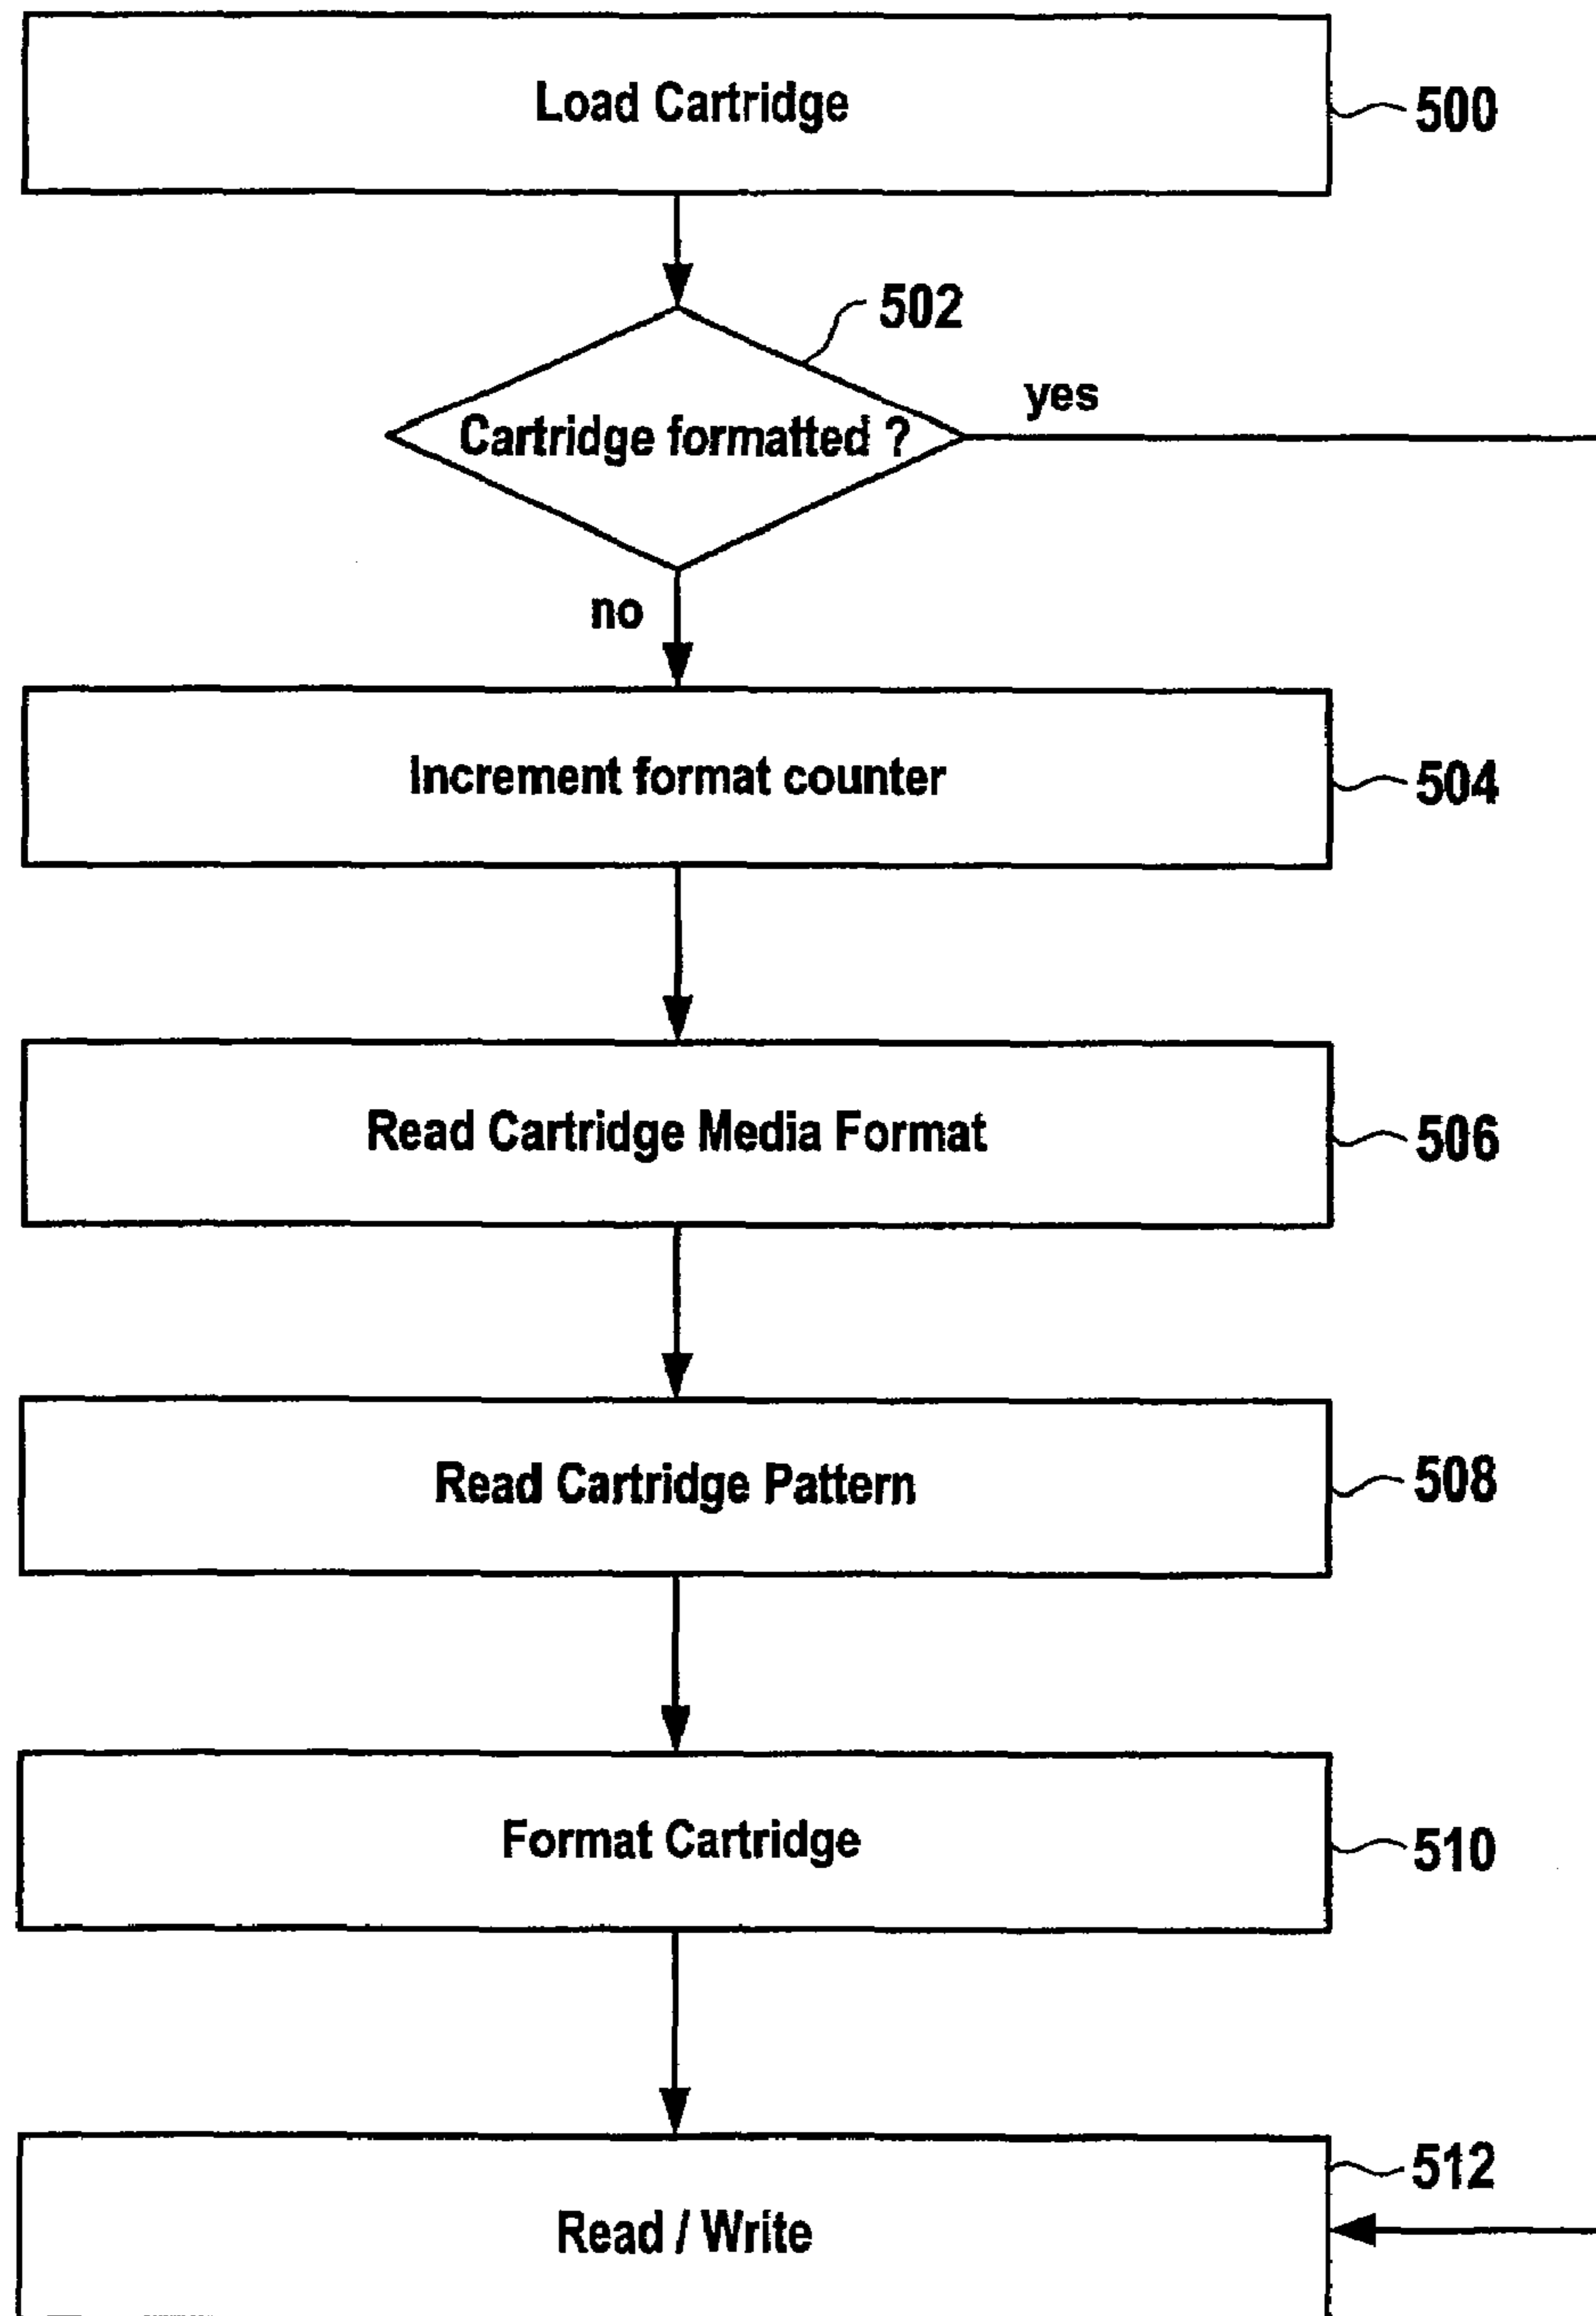 Load Cartridge
500
502
Cartridge formatted ?
yes
no
Increment format counter
504
Read Cartridge Media Format
506
Read Cartridge Pattern
508
Format Cartridge
510
512
Read / Write